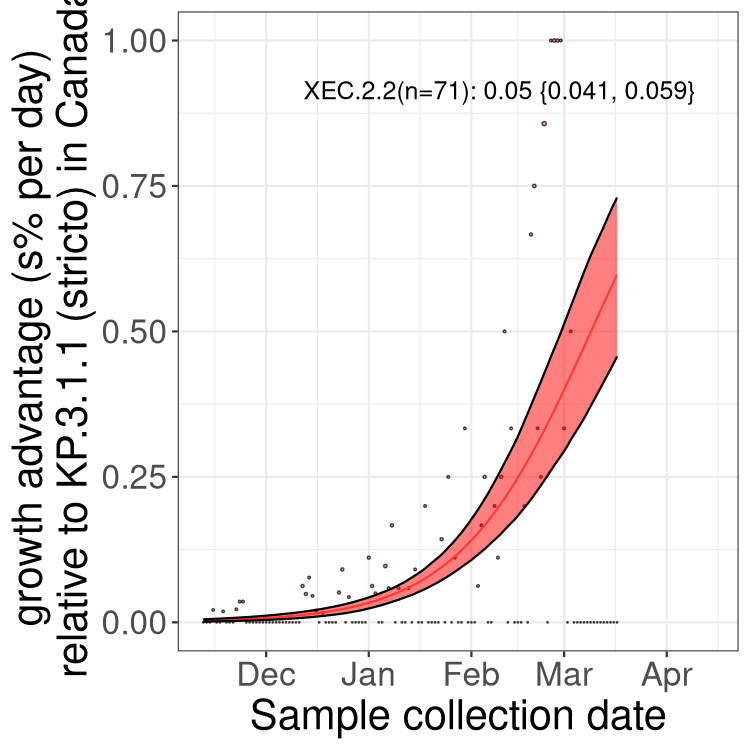 growth advantage (s% per day)
relative to KP.3.1.1 (stricto) in Canada
1.00
0.75
0.50
0.25
0.00
XEC.2.2(n=71): 0.05 {0.041, 0.059}
Dec Jan Feb Mar Apr
Sample collection date